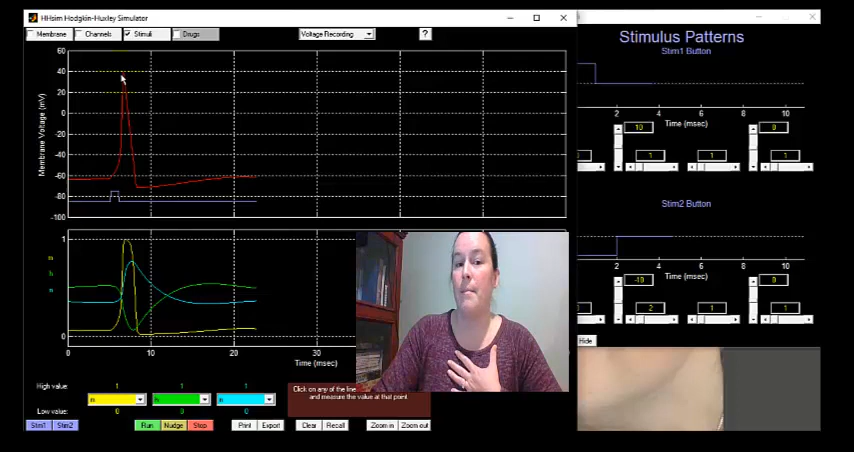 HHsim Hodgkin-Huxley Simulator
Membrane Channels Stimuli Drugs Voltage Recording ?
60
40
20
0
-20
-40
-60
-80
-100
Membrane Voltage (mV)
1
m
h
n
0
0 10 20 30
Time (msec)
High value: 1 1 1
m h n
Low value: 0 0 0
Stim1 Stim2 Run Nudge Stop Print Export Clear Recall Zoom in Zoom out
Click on any of the line
and measure the value at that point
Stimulus Patterns
Stim1 Button
2 4 6 8 10
Time (msec)
10 0
1 1 1
Stim2 Button
2 4 6 8 10
Time (msec)
-10 0
2 1 1
Hide